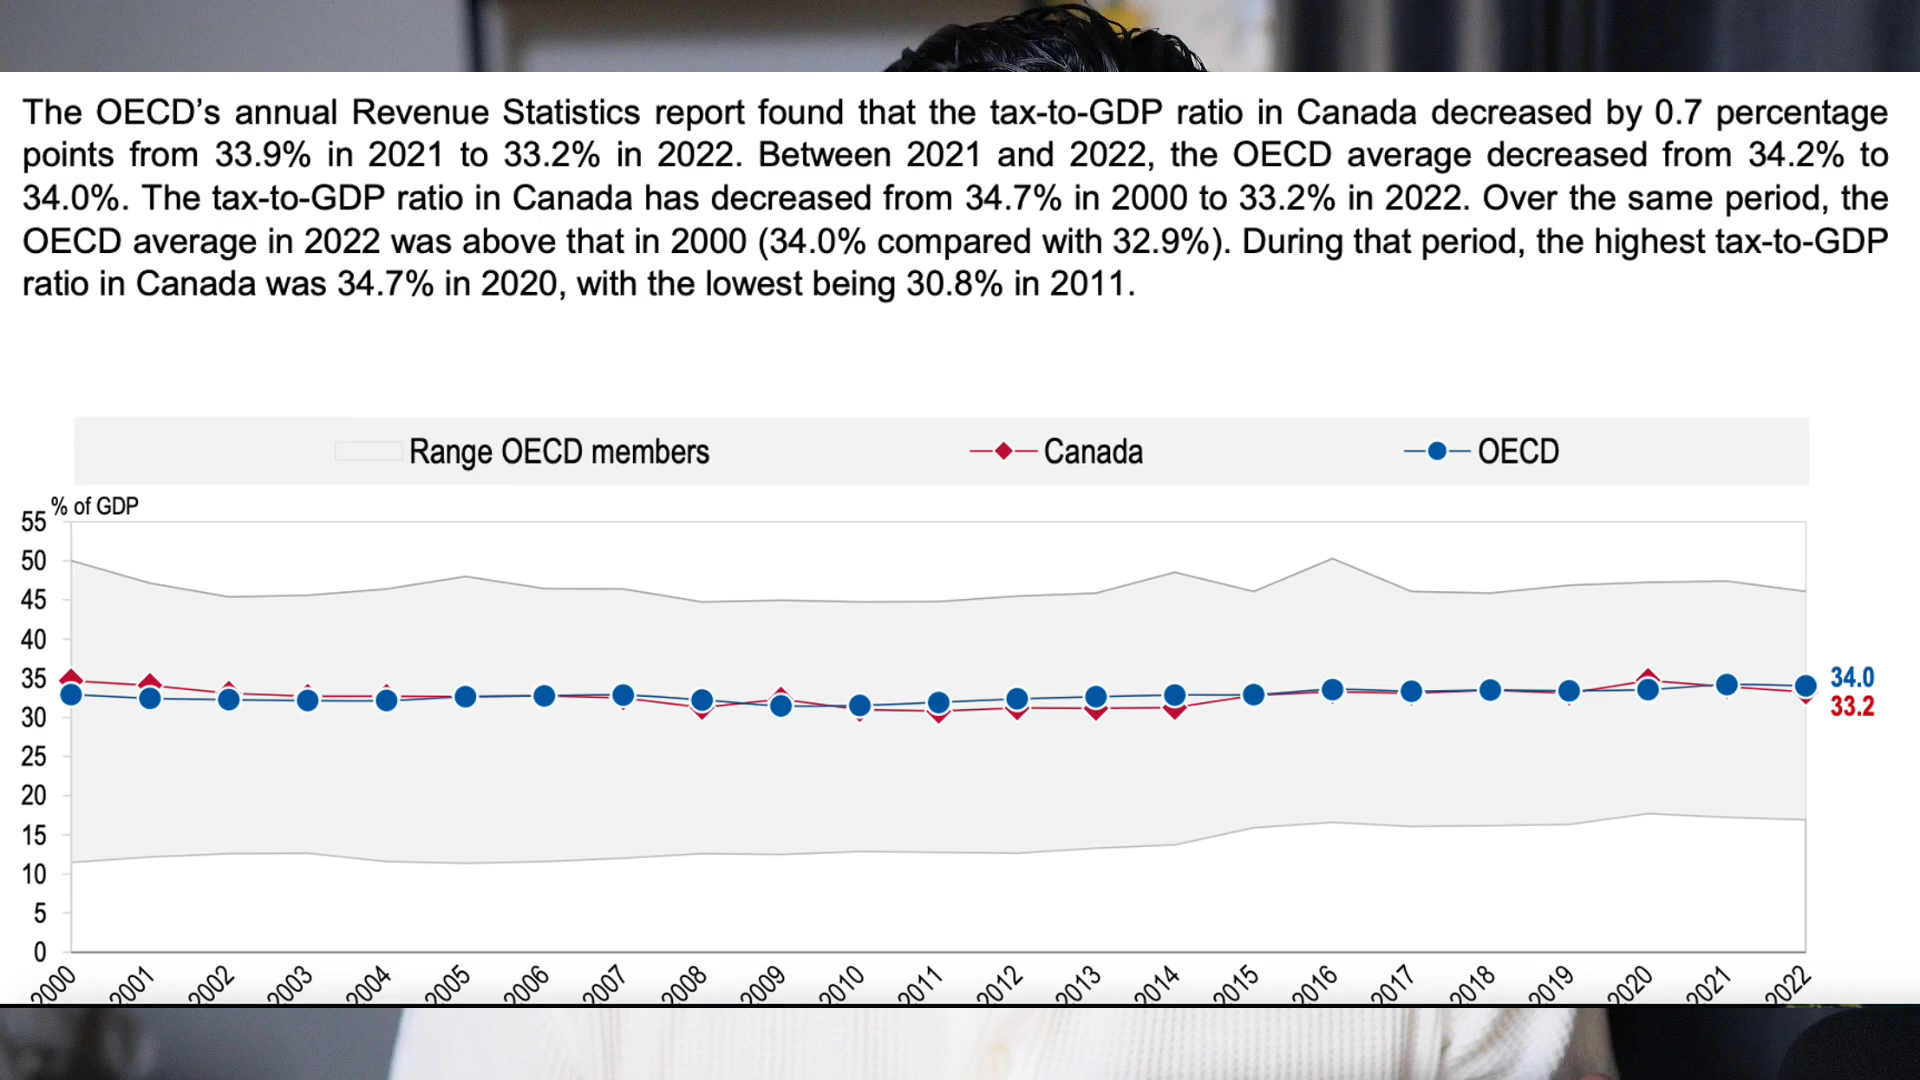 The OECD’s annual Revenue Statistics report found that the tax-to-GDP ratio in Canada decreased by 0.7 percentage
points from 33.9% in 2021 to 33.2% in 2022. Between 2021 and 2022, the OECD average decreased from 34.2% to
34.0%. The tax-to-GDP ratio in Canada has decreased from 34.7% in 2000 to 33.2% in 2022. Over the same period, the
OECD average in 2022 was above that in 2000 (34.0% compared with 32.9%). During that period, the highest tax-to-GDP
ratio in Canada was 34.7% in 2020, with the lowest being 30.8% in 2011.
Range OECD members Canada OECD
% of GDP
55
50
45
40
35
30
25
20
15
10
5
0
34.0
33.2
2000 2001 2002 2003 2004 2005 2006 2007 2008 2009 2010 2011 2012 2013 2014 2015 2016 2017 2018 2019 2020 2021 2022